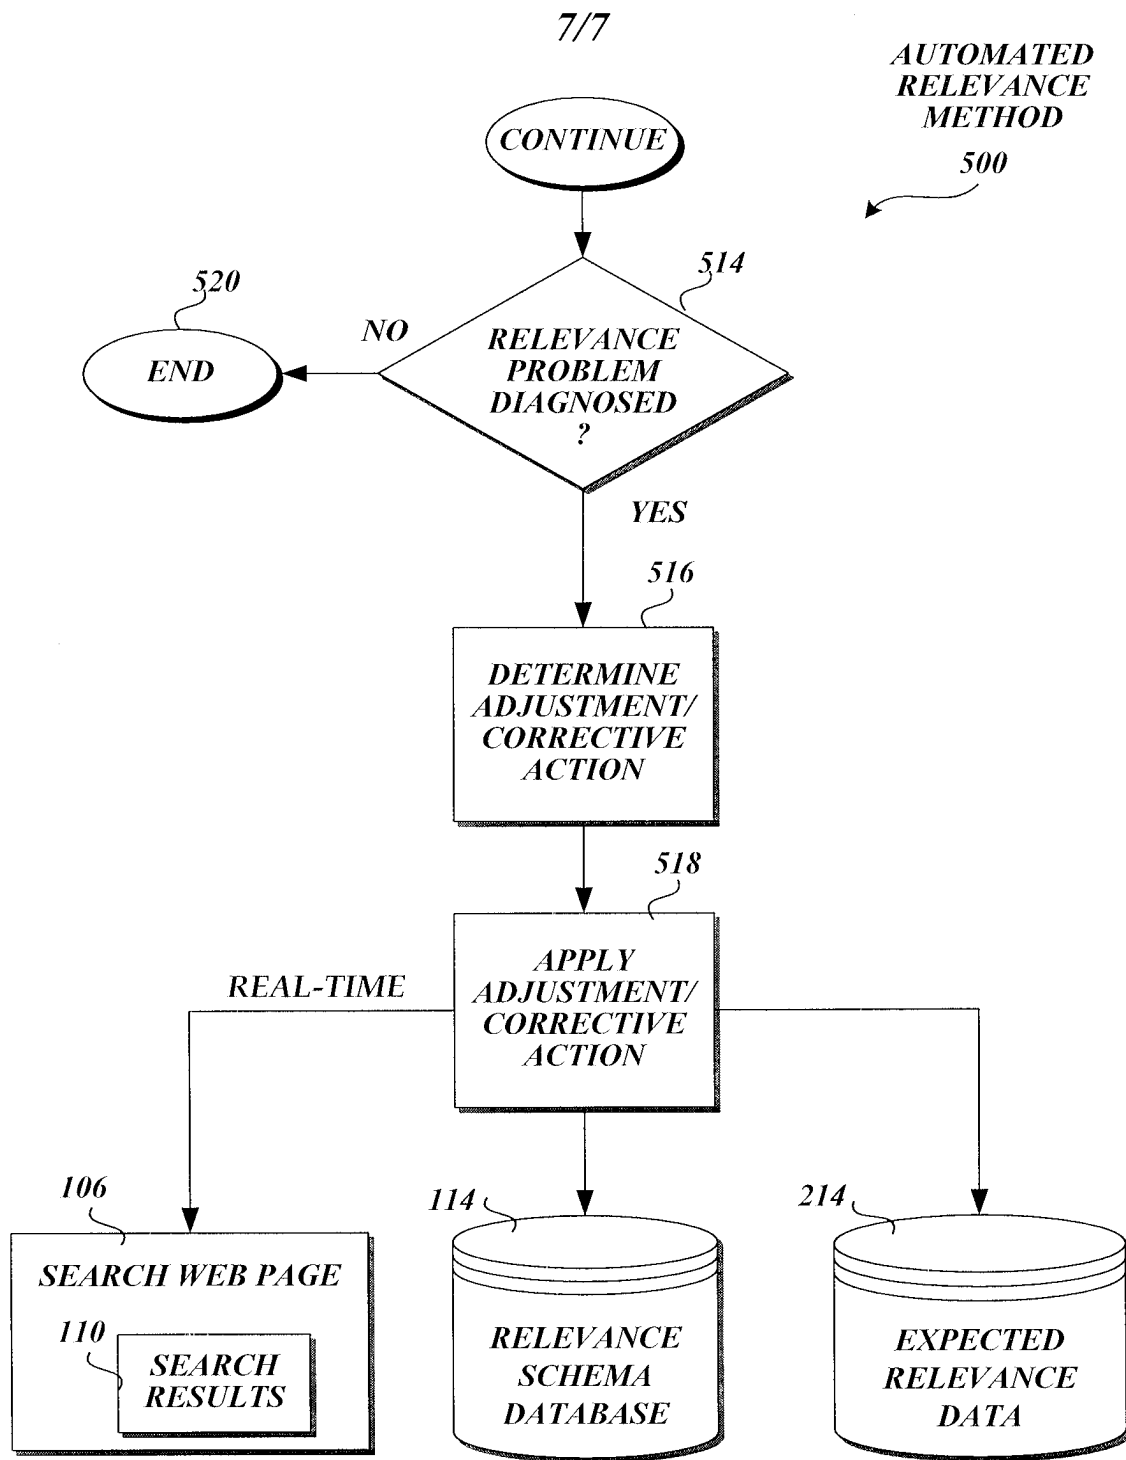 7/7
AUTOMATED
RELEVANCE
METHOD
500
CONTINUE
514
520
NO
END
RELEVANCE
PROBLEM
DIAGNOSED
?
YES
516
DETERMINE
ADJUSTMENT/
CORRECTIVE
ACTION
518
REAL-TIME
APPLY
ADJUSTMENT/
CORRECTIVE
ACTION
106
SEARCH WEB PAGE
110
SEARCH
RESULTS
114
RELEVANCE
SCHEMA
DATABASE
214
EXPECTED
RELEVANCE
DATA